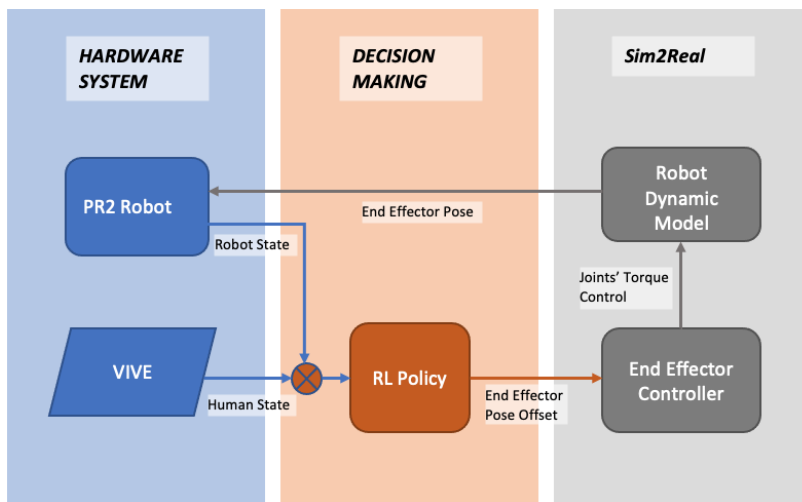 HARDWARE
SYSTEM
DECISION
MAKING
Sim2Real
PR2 Robot
Robot
Dynamic
Model
End Effector Pose
Robot State
Joints’ Torque
Control
VIVE
RL Policy
End Effector
Controller
Human State
End Effector
Pose Offset